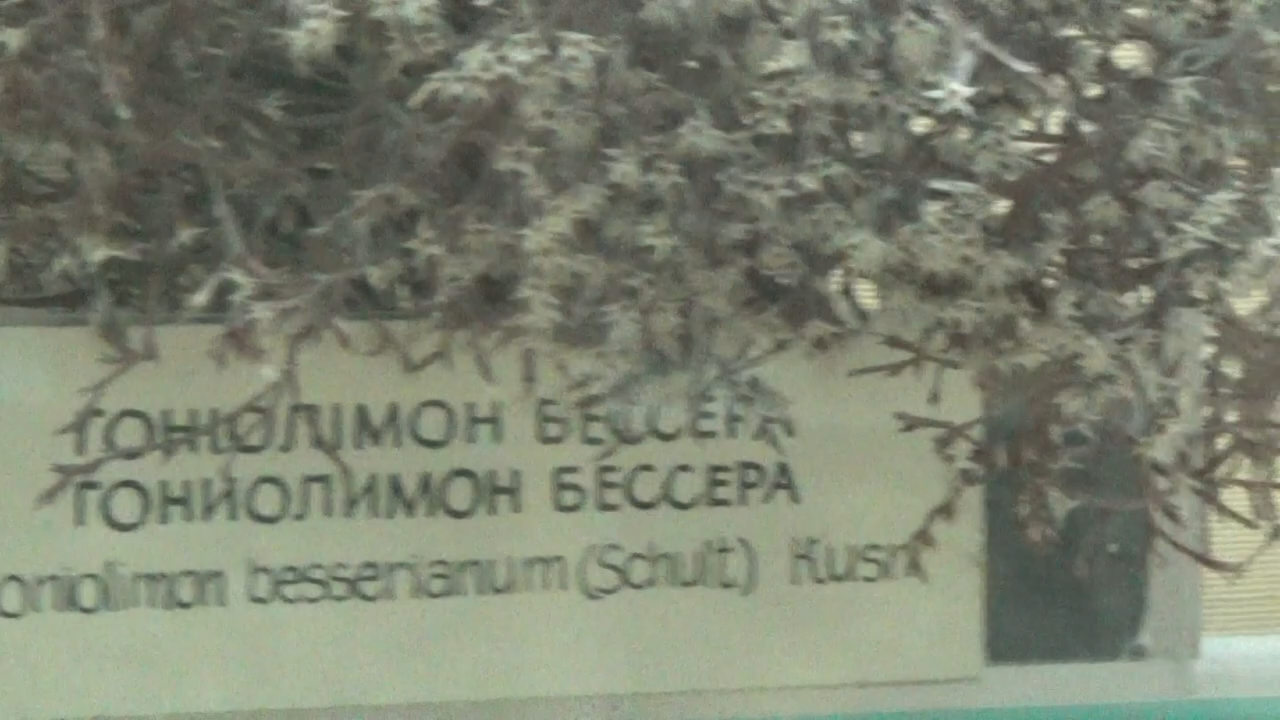 ГОНІОЛІМОН БЕССЕРА
ГОНИОЛИМОН БЕССЕРА
oniolimon besserianum (Schult) Kusn